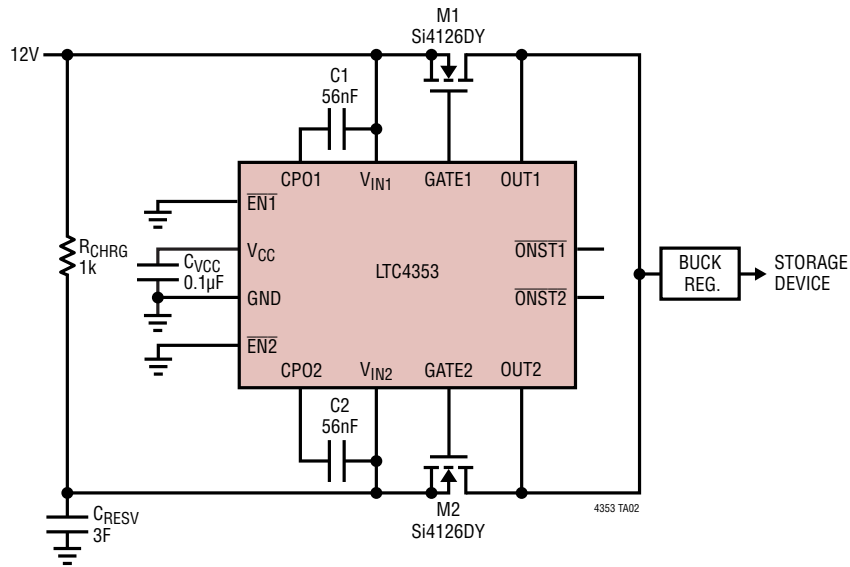 M1
Si4126DY
12V
C1
56nF
CPO1
VIN1
GATE1
OUT1
EN1
RCHRG
1k
VCC
CVCC
0.1µF
LTC4353
ONST1
BUCK
REG.
STORAGE
DEVICE
GND
ONST2
EN2
CPO2
VIN2
GATE2
OUT2
C2
56nF
4353 TA02
M2
Si4126DY
CRESV
3F